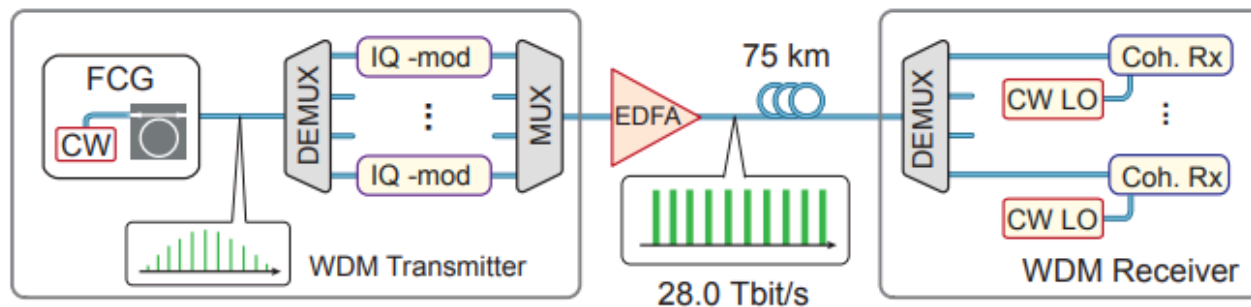 FCG
CW
DEMUX
IQ -mod
⋮
IQ -mod
MUX
WDM Transmitter
EDFA
75 km
28.0 Tbit/s
DEMUX
Coh. Rx
CW LO
⋮
Coh. Rx
CW LO
WDM Receiver